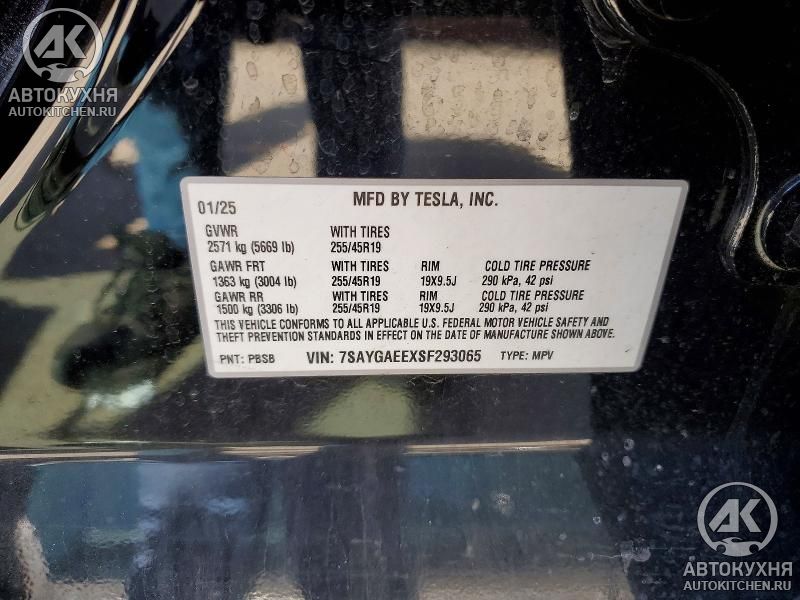 AK
АВТОКУХНЯ
AUTOKITCHEN.RU
01/25 MFD BY TESLA, INC.
GVWR WITH TIRES
2571 kg (5669 lb) 255/45R19
GAWR FRT WITH TIRES RIM COLD TIRE PRESSURE
1363 kg (3004 lb) 255/45R19 19X9.5J 290 kPa, 42 psi
GAWR RR WITH TIRES RIM COLD TIRE PRESSURE
1500 kg (3306 lb) 255/45R19 19X9.5J 290 kPa, 42 psi
THIS VEHICLE CONFORMS TO APPLICABLE U.S. FEDERAL MOTOR VEHICLE SAFETY AND
THEFT PREVENTION STANDARDS IN EFFECT ON THE DATE OF MANUFACTURE SHOWN ABOVE.
PNT: PBSB VIN: 7SAYGAEEXSF293065 TYPE: MPV
AK
АВТОКУХНЯ
AUTOKITCHEN.RU